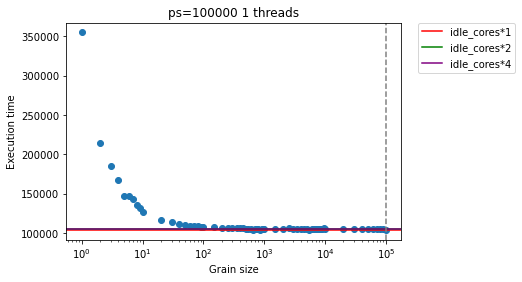 ps=100000 1 threads
350000
300000
250000
200000
150000
100000
Execution time
10⁰
10¹
10²
10³
10⁴
10⁵
Grain size
idle_cores*1
idle_cores*2
idle_cores*4